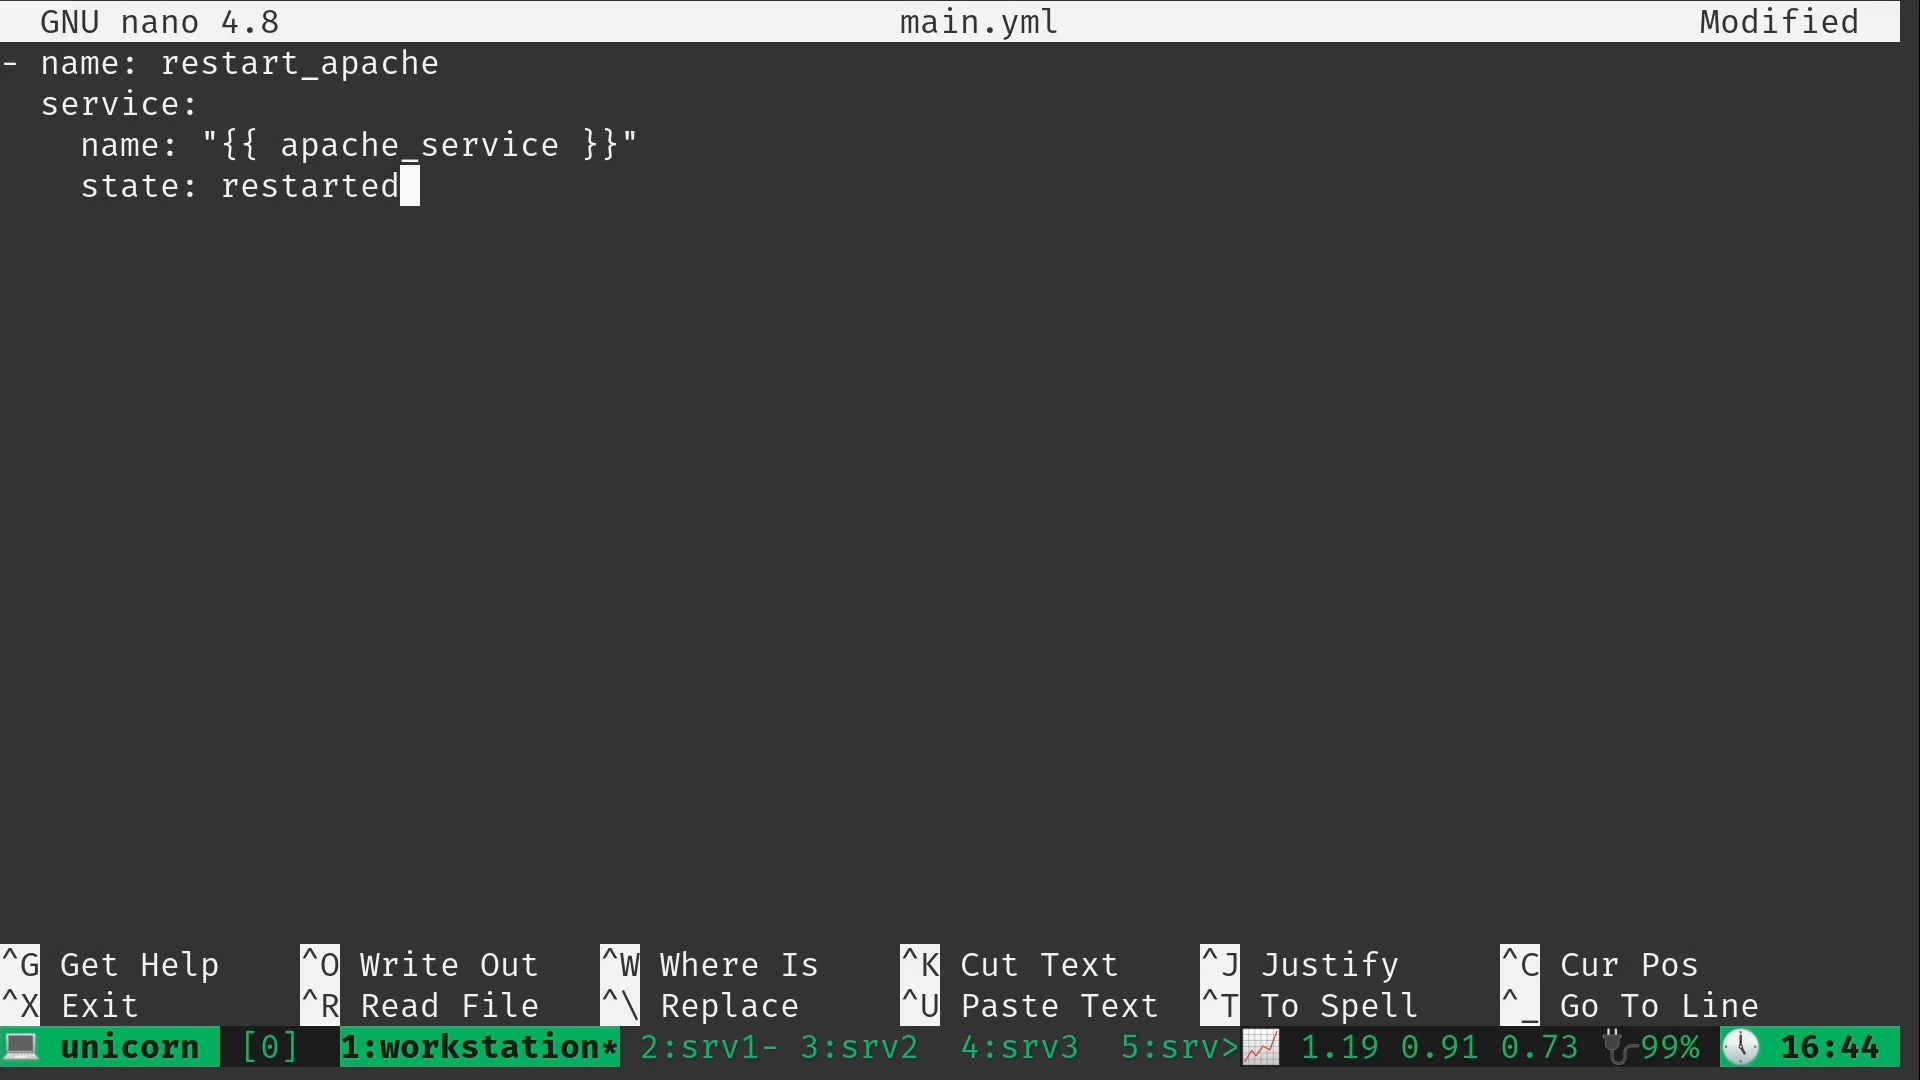 GNU nano 4.8 main.yml Modified
- name: restart_apache
  service:
    name: "{{ apache_service }}"
    state: restarted
^G Get Help ^O Write Out ^W Where Is ^K Cut Text ^J Justify ^C Cur Pos
^X Exit ^R Read File ^\ Replace ^U Paste Text ^T To Spell ^_ Go To Line
unicorn [0] 1:workstation* 2:srv1- 3:srv2 4:srv3 5:srv> 1.19 0.91 0.73 99% 16:44